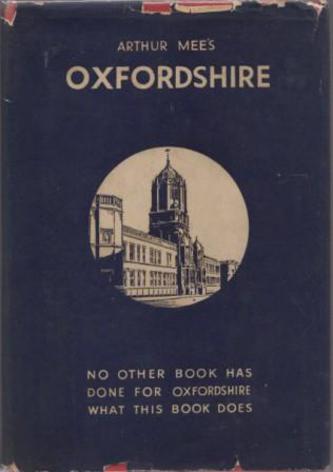 ARTHUR MEE'S
OXFORDSHIRE
NO OTHER BOOK HAS
DONE FOR OXFORDSHIRE
WHAT THIS BOOK DOES